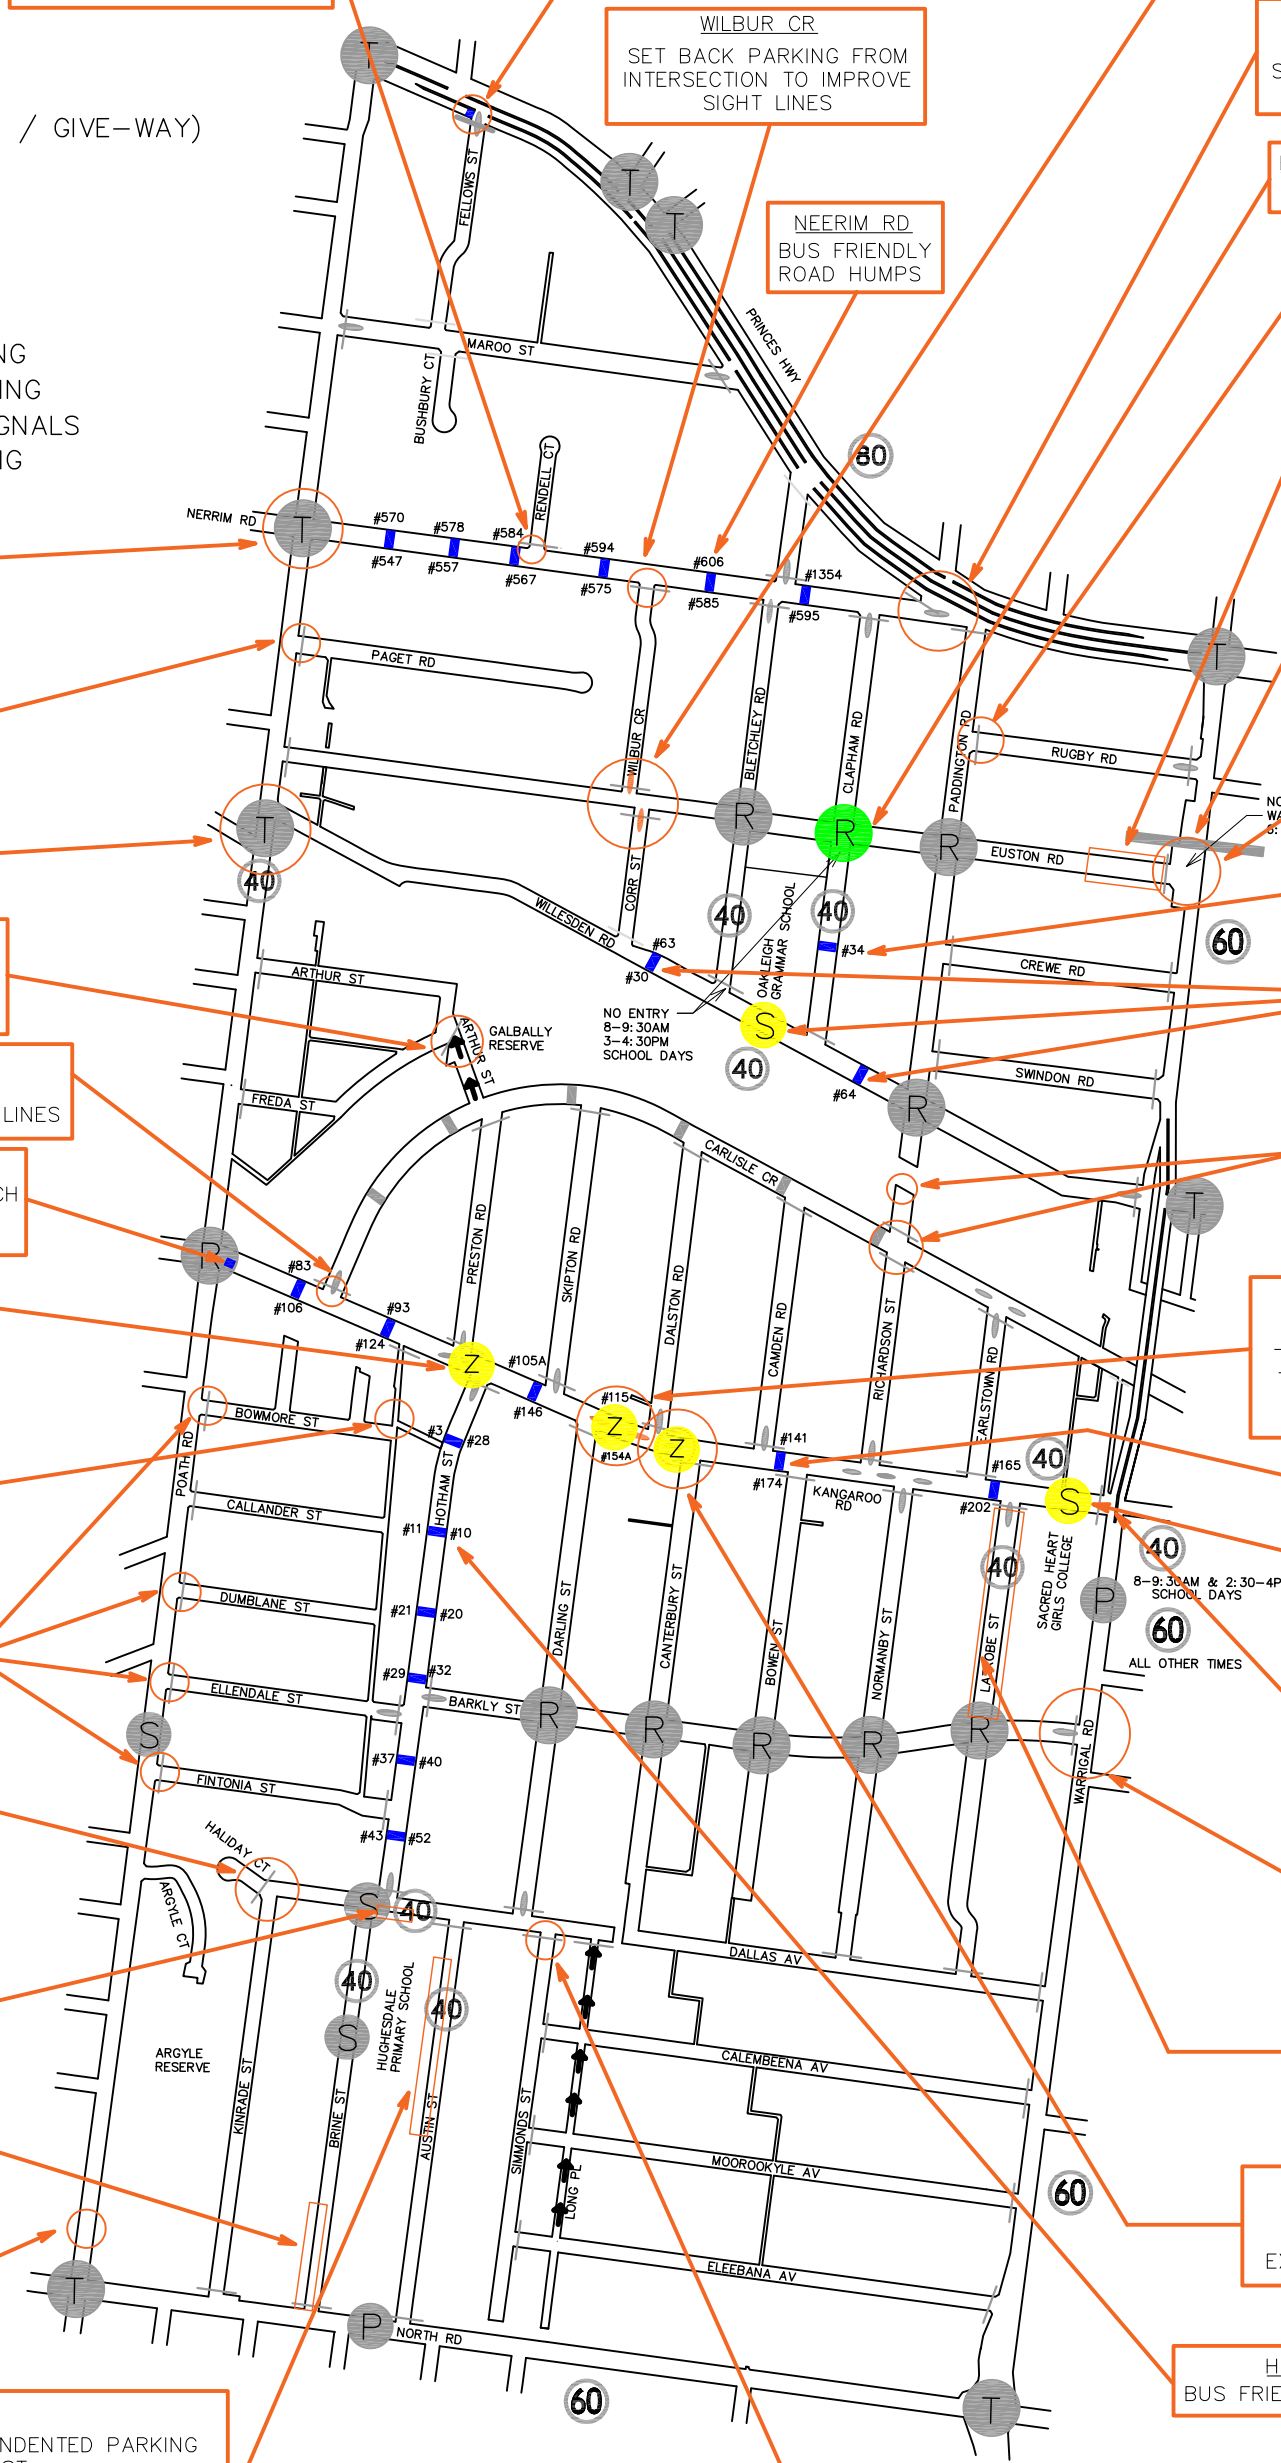 WILBUR CR
SET BACK PARKING FROM
INTERSECTION TO IMPROVE
SIGHT LINES
/ GIVE-WAY)
NEERIM RD
BUS FRIENDLY
ROAD HUMPS
T
T
T
FELLOWS ST
PRINCES HWY
MAROO ST
BUSHBURY CT
80
RENDELL CT
NERRIM RD
T
#570
#547
#578
#557
#584
#567
#594
#575
#606
#585
#1354
#595
T
PAGET RD
WILBUR CR
BLETCHLEY RD
CLAPHAM RD
PADDINGTON RD
RUGBY RD
T
40
R
R
R
EUSTON RD
CORR ST
WILLESDEN RD
#63
#30
40
40
#34
60
OAKLEIGH
GRAMMAR SCHOOL
CREWE RD
ARTHUR ST
ARTHUR ST
GALBALLY
RESERVE
NO ENTRY
8-9:30AM
3-4:30PM
SCHOOL DAYS
S
40
#64
SWINDON RD
R
FREDA ST
LINES
CARLISLE CR
T
R
#83
#106
#93
#124
PRESTON RD
SKIPTON RD
DALSTON RD
CAMDEN RD
RICHARDSON ST
EARLSTOWN RD
Z
#105A
#146
#115
Z
#154A
Z
#141
#174
KANGAROO
RD
#165
#202
40
S
BOWMORE ST
POATH RD
#3
#28
HOTHAM ST
CALLANDER ST
#11
#10
40
SACRED HEART
GIRLS COLLEGE
40
8-9:30AM & 2:30-4P
SCHOOL DAYS
P
60
ALL OTHER TIMES
DUMBLANE ST
#21
#20
DARLING ST
CANTERBURY ST
BOWEN ST
NORMANBY ST
LATROBE ST
#29
#32
ELLENDALE ST
BARKLY ST
R
R
R
R
R
WARRIGAL RD
S
#37
#40
FINTONIA ST
#43
#52
HALIDAY CT
ARGYLE CT
S
40
DALLAS AV
40
HUGHESDALE
PRIMARY SCHOOL
40
S
ARGYLE
RESERVE
CALEMBEENA AV
KINRADE ST
BRINE ST
AUSTIN ST
SIMMONDS ST
LONG PL
MOOROOKYLE AV
60
ELEEBANA AV
T
P
NORTH RD
60
T
BUS FRIE
NDENTED PARKING